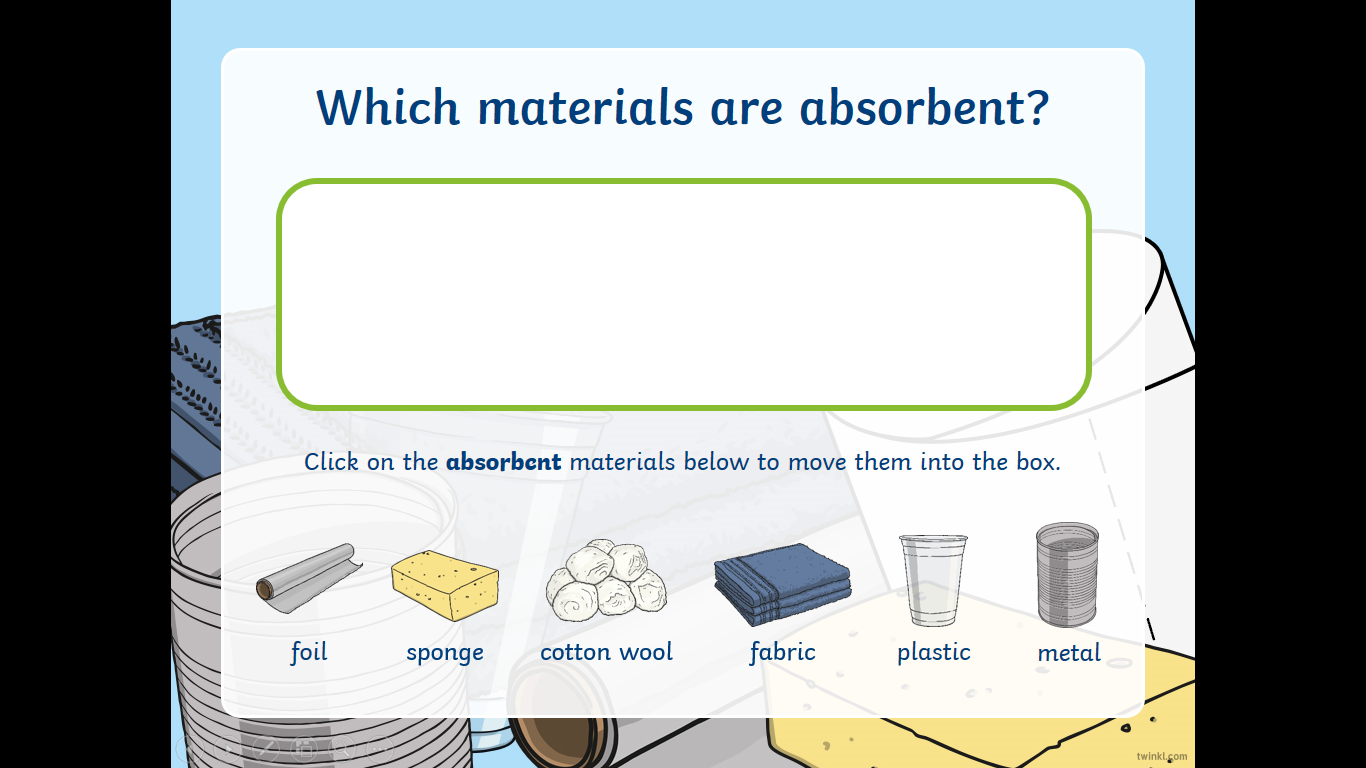 Which materials are absorbent?
Click on the absorbent materials below to move them into the box.
foil sponge cotton wool fabric plastic metal
twinkl.com